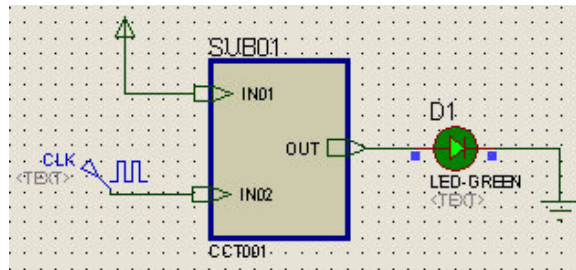 SUB01
IN01
D1
OUT
CLK
<TEXT>
IN02
LED-GREEN
<TEXT>
CCT001